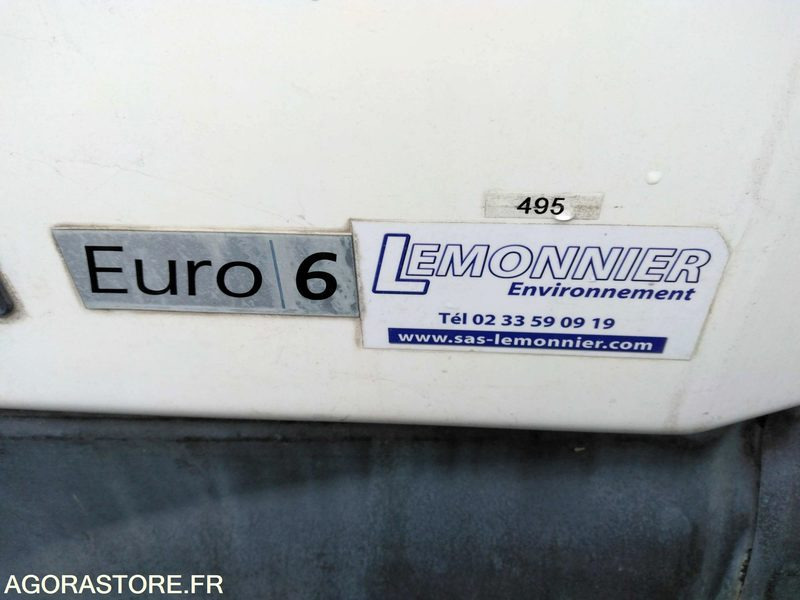 495
Euro 6
LEMONNIER
Environnement
Tél 02 33 59 09 19
www.sas-lemonnier.com
AGORASTORE.FR